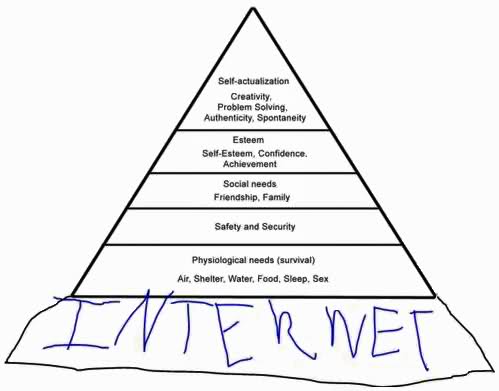 Self-actualization
Creativity,
Problem Solving,
Authenticity, Spontaneity
Esteem
Self-Esteem, Confidence.
Achievement
Social needs
Friendship, Family
Safety and Security
Physiological needs (survival)
Air, Shelter, Water, Food, Sleep, Sex
INTERNET